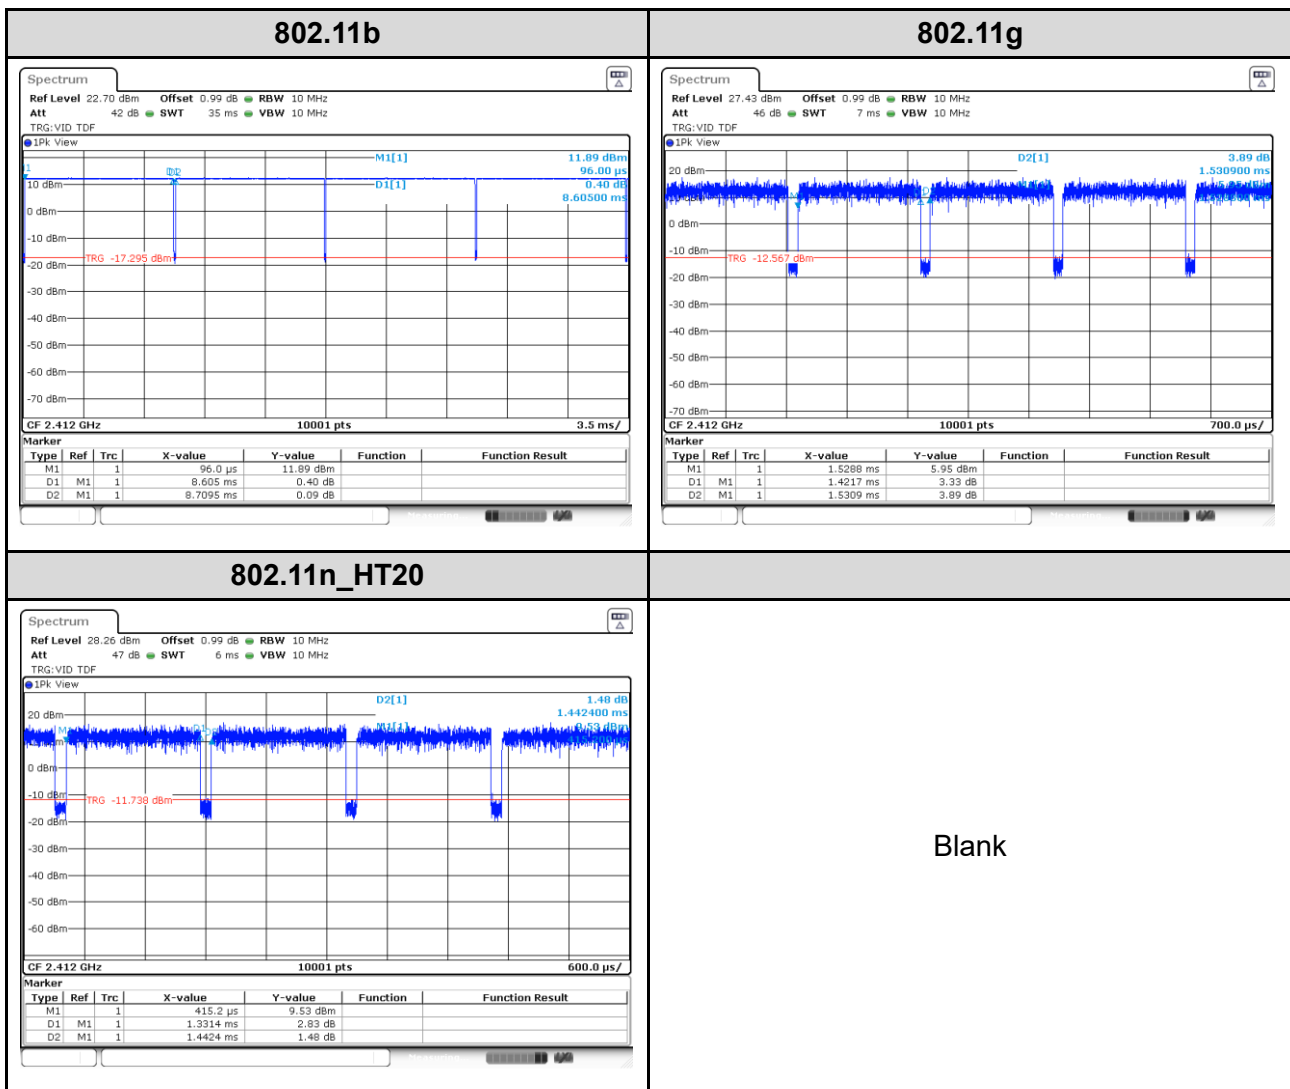 802.11b
802.11g
Spectrum
Ref Level 22.70 dBm Offset 0.99 dB RBW 10 MHz
Att 42 dB SWT 35 ms VBW 10 MHz
TRG:VID TDF
1Pk View
M1[1] 11.89 dBm
96.00 µs
D1[1] 0.40 dB
8.60500 ms
10 dBm
0 dBm
-10 dBm
TRG -17.295 dBm
-20 dBm
-30 dBm
-40 dBm
-50 dBm
-60 dBm
-70 dBm
CF 2.412 GHz 10001 pts 3.5 ms/
Marker
Type Ref Trc X-value Y-value Function Function Result
M1 1 96.0 µs 11.89 dBm
D1 M1 1 8.605 ms 0.40 dB
D2 M1 1 8.7095 ms 0.09 dB
Spectrum
Ref Level 27.43 dBm Offset 0.99 dB RBW 10 MHz
Att 46 dB SWT 7 ms VBW 10 MHz
TRG:VID TDF
1Pk View
D2[1] 3.89 dB
1.530900 ms
20 dBm
0 dBm
-10 dBm
TRG -12.567 dBm
-20 dBm
-30 dBm
-40 dBm
-50 dBm
-60 dBm
-70 dBm
CF 2.412 GHz 10001 pts 700.0 µs/
Marker
Type Ref Trc X-value Y-value Function Function Result
M1 1 1.5288 ms 5.95 dBm
D1 M1 1 1.4217 ms 3.33 dB
D2 M1 1 1.5309 ms 3.89 dB
802.11n_HT20
Spectrum
Ref Level 28.26 dBm Offset 0.99 dB RBW 10 MHz
Att 47 dB SWT 6 ms VBW 10 MHz
TRG:VID TDF
1Pk View
D2[1] 1.48 dB
1.442400 ms
20 dBm
M1[1] 9.53 dBm
0 dBm
-10 dBm
TRG -11.738 dBm
-20 dBm
-30 dBm
-40 dBm
-50 dBm
-60 dBm
CF 2.412 GHz 10001 pts 600.0 µs/
Marker
Type Ref Trc X-value Y-value Function Function Result
M1 1 415.2 µs 9.53 dBm
D1 M1 1 1.3314 ms 2.83 dB
D2 M1 1 1.4424 ms 1.48 dB
Blank